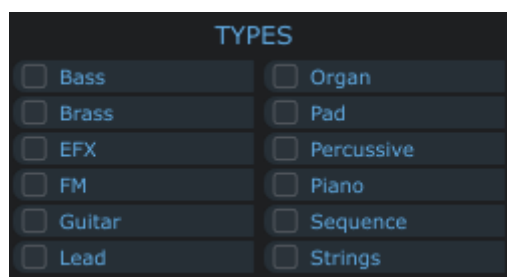 TYPES
Bass
Brass
EFX
FM
Guitar
Lead
Organ
Pad
Percussive
Piano
Sequence
Strings